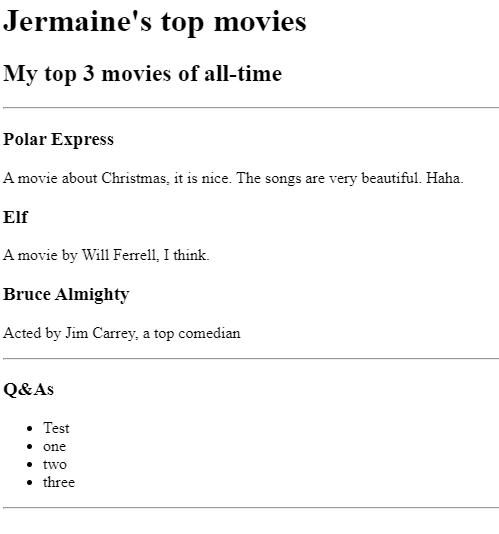 Jermaine's top movies
My top 3 movies of all-time
Polar Express
A movie about Christmas, it is nice. The songs are very beautiful. Haha.
Elf
A movie by Will Ferrell, I think.
Bruce Almighty
Acted by Jim Carrey, a top comedian
Q&As
Test
one
two
three